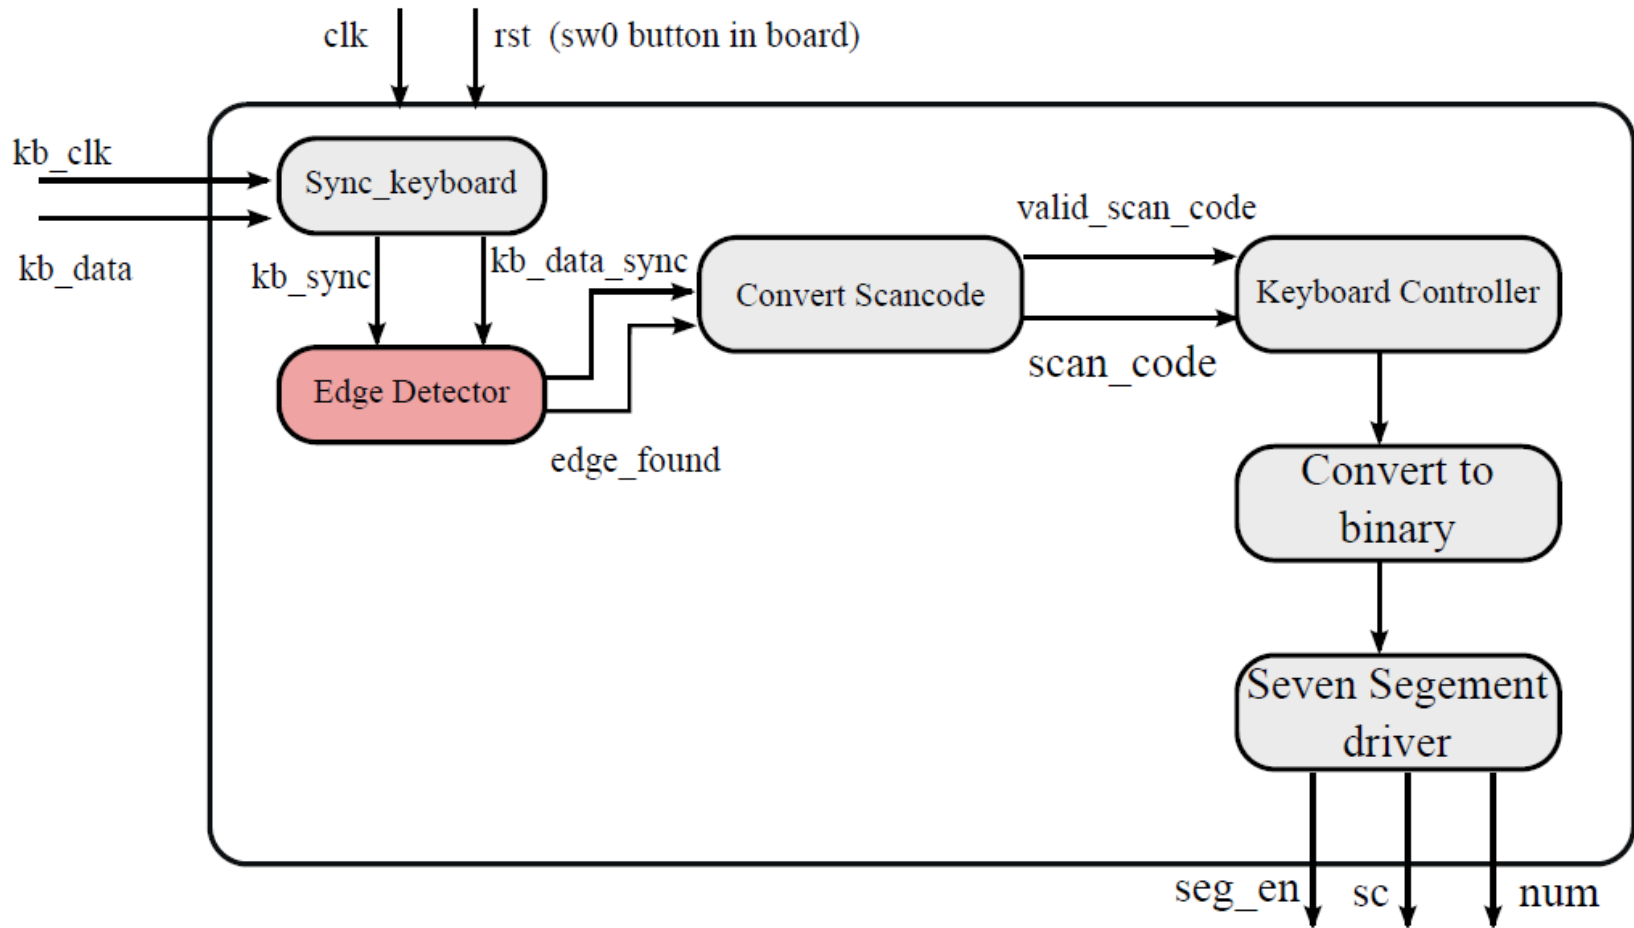 clk
rst (sw0 button in board)
kb_clk
kb_data
Sync_keyboard
kb_sync
kb_data_sync
Edge Detector
edge_found
Convert Scancode
valid_scan_code
scan_code
Keyboard Controller
Convert to
binary
Seven Segement
driver
seg_en
sc
num